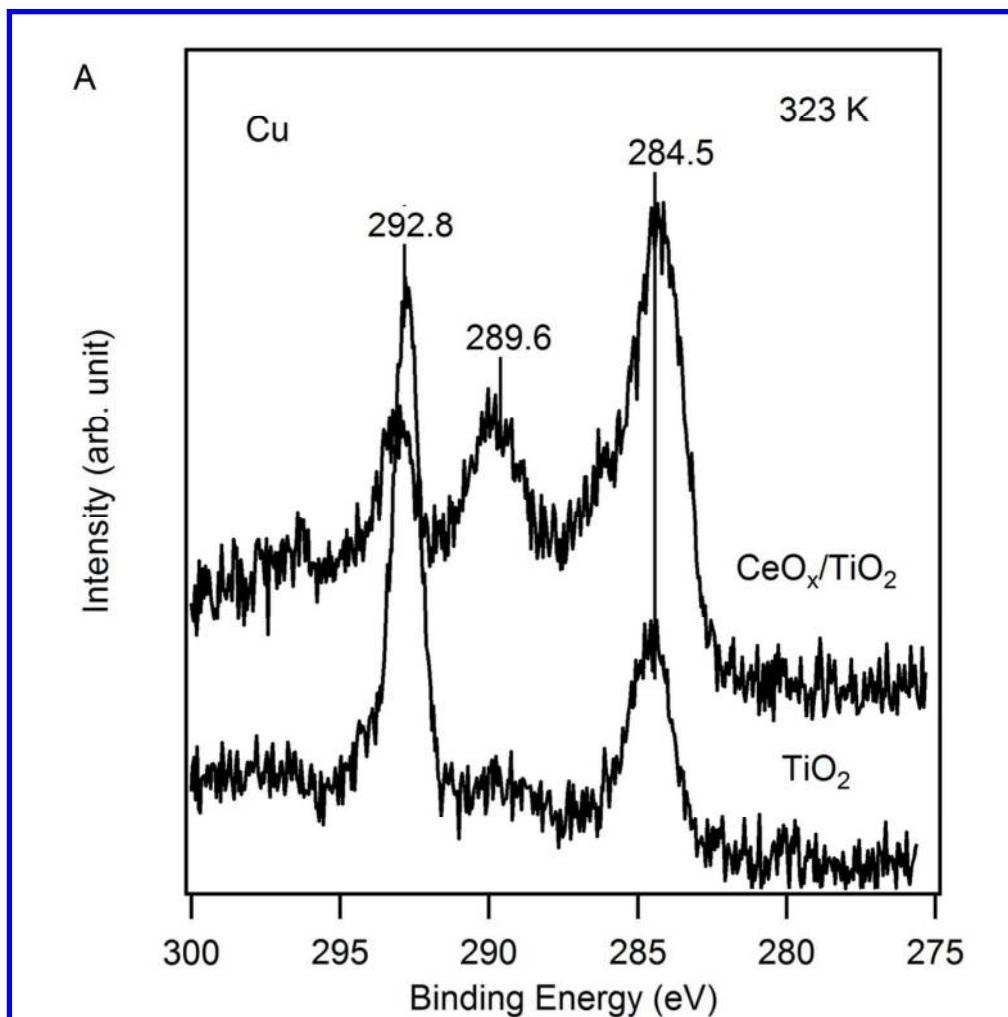 A
Cu
323 K
284.5
292.8
289.6
CeOₓ/TiO₂
TiO₂
Intensity (arb. unit)
300 295 290 285 280 275
Binding Energy (eV)